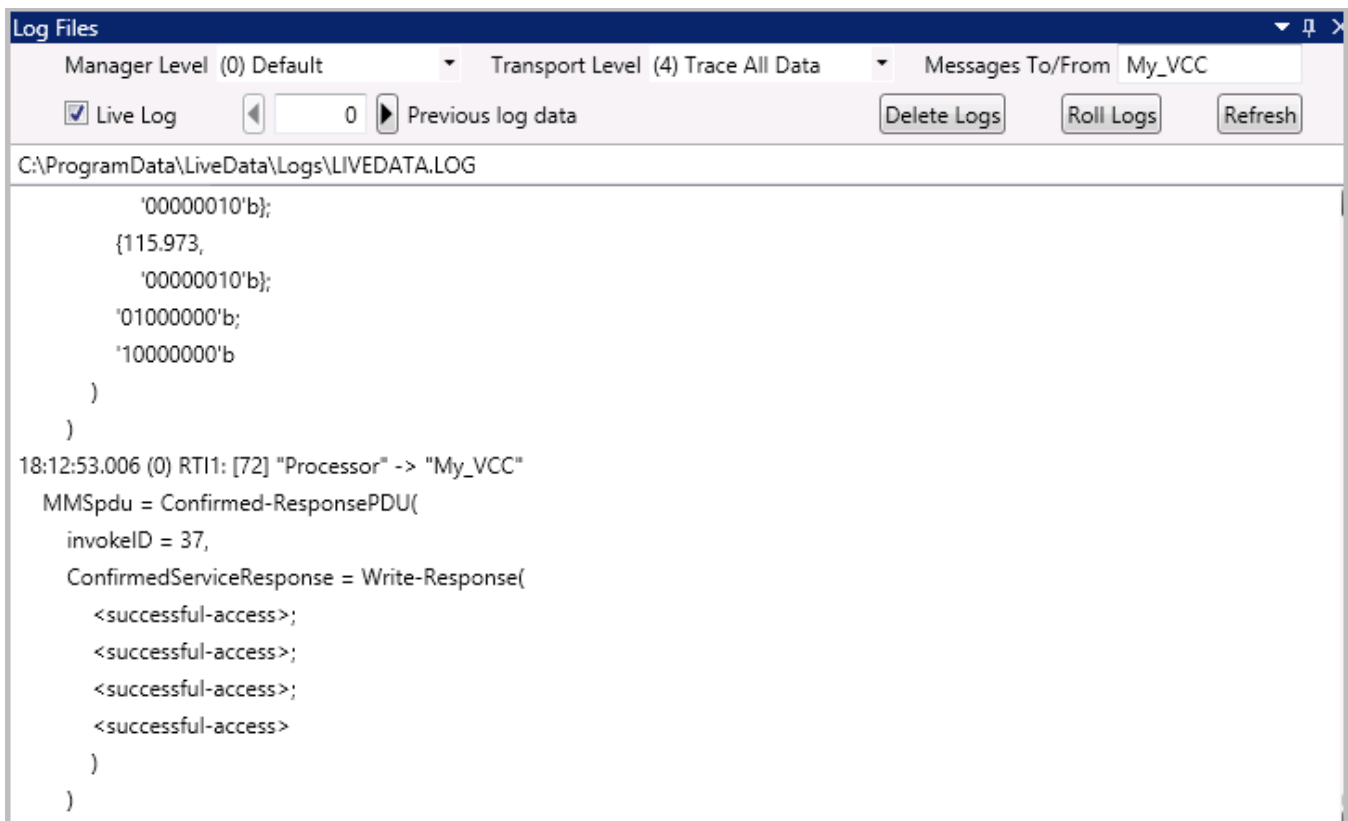 Log Files
Manager Level (0) Default Transport Level (4) Trace All Data Messages To/From My_VCC
Live Log 0 Previous log data Delete Logs Roll Logs Refresh
C:\ProgramData\LiveData\Logs\LIVEDATA.LOG
'00000010'b};
{115.973,
'00000010'b};
'01000000'b;
'10000000'b
)
)
18:12:53.006 (0) RTI1: [72] "Processor" -> "My_VCC"
MMSpdu = Confirmed-ResponsePDU(
invokeID = 37,
ConfirmedServiceResponse = Write-Response(
<successful-access>;
<successful-access>;
<successful-access>;
<successful-access>
)
)